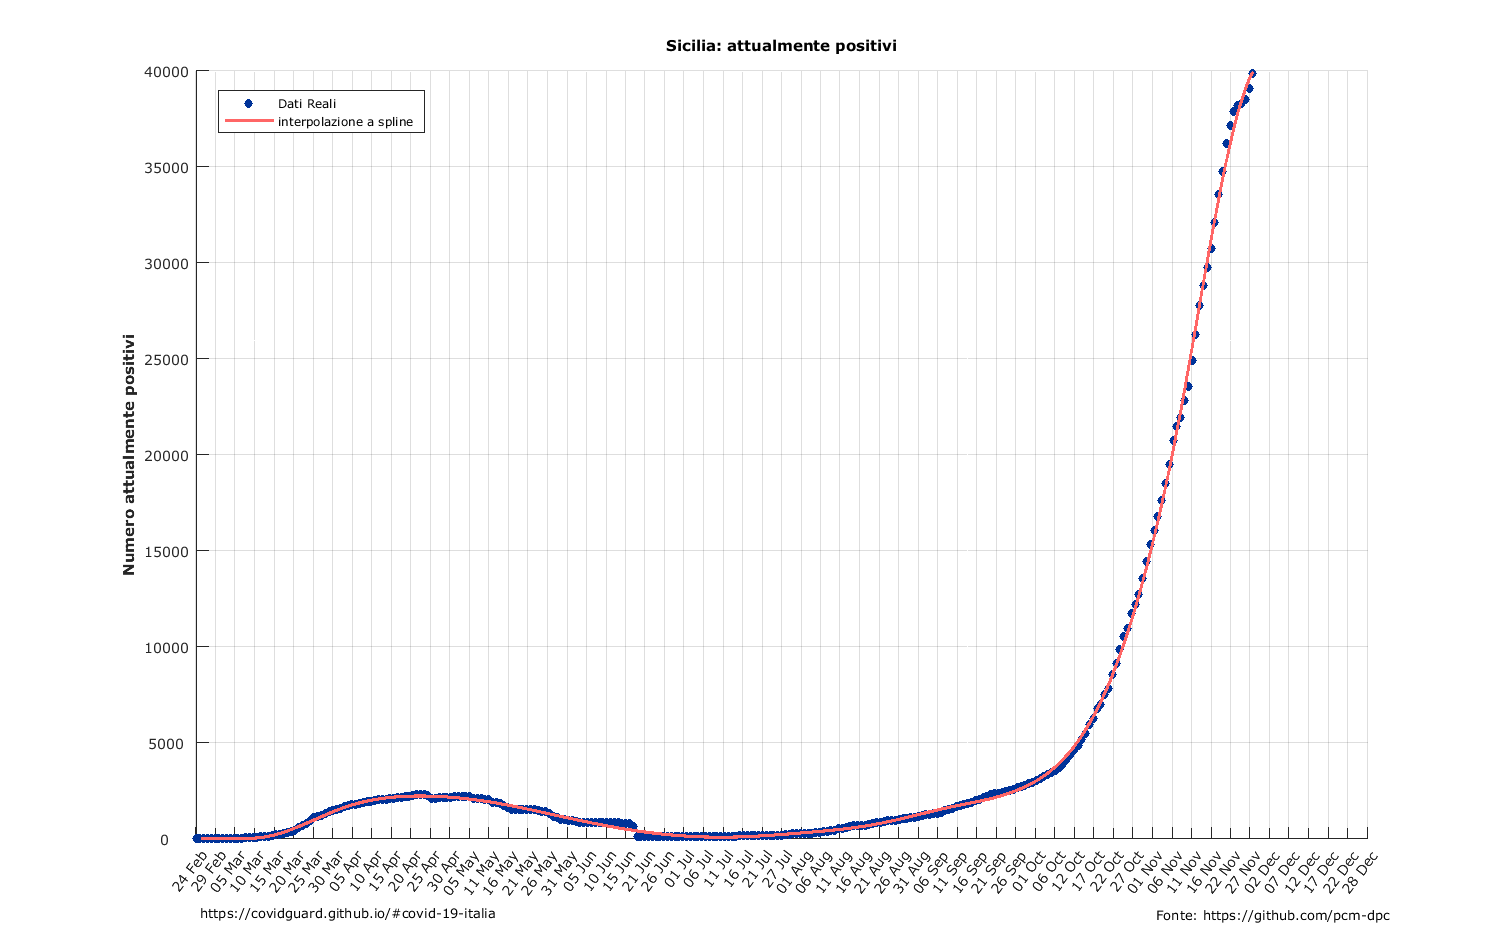 Sicilia: attualmente positivi
Dati Reali
interpolazione a spline
Numero attualmente positivi
40000
35000
30000
25000
20000
15000
10000
5000
0
24 Feb
29 Feb
05 Mar
10 Mar
15 Mar
20 Mar
25 Mar
30 Mar
05 Apr
10 Apr
15 Apr
20 Apr
25 Apr
30 Apr
05 May
11 May
16 May
21 May
26 May
31 May
05 Jun
10 Jun
15 Jun
21 Jun
26 Jun
01 Jul
06 Jul
11 Jul
16 Jul
21 Jul
27 Jul
01 Aug
06 Aug
11 Aug
16 Aug
21 Aug
26 Aug
31 Aug
06 Sep
11 Sep
16 Sep
21 Sep
26 Sep
01 Oct
06 Oct
12 Oct
17 Oct
22 Oct
27 Oct
01 Nov
06 Nov
11 Nov
16 Nov
22 Nov
27 Nov
02 Dec
07 Dec
12 Dec
17 Dec
22 Dec
28 Dec
https://covidguard.github.io/#covid-19-italia
Fonte: https://github.com/pcm-dpc